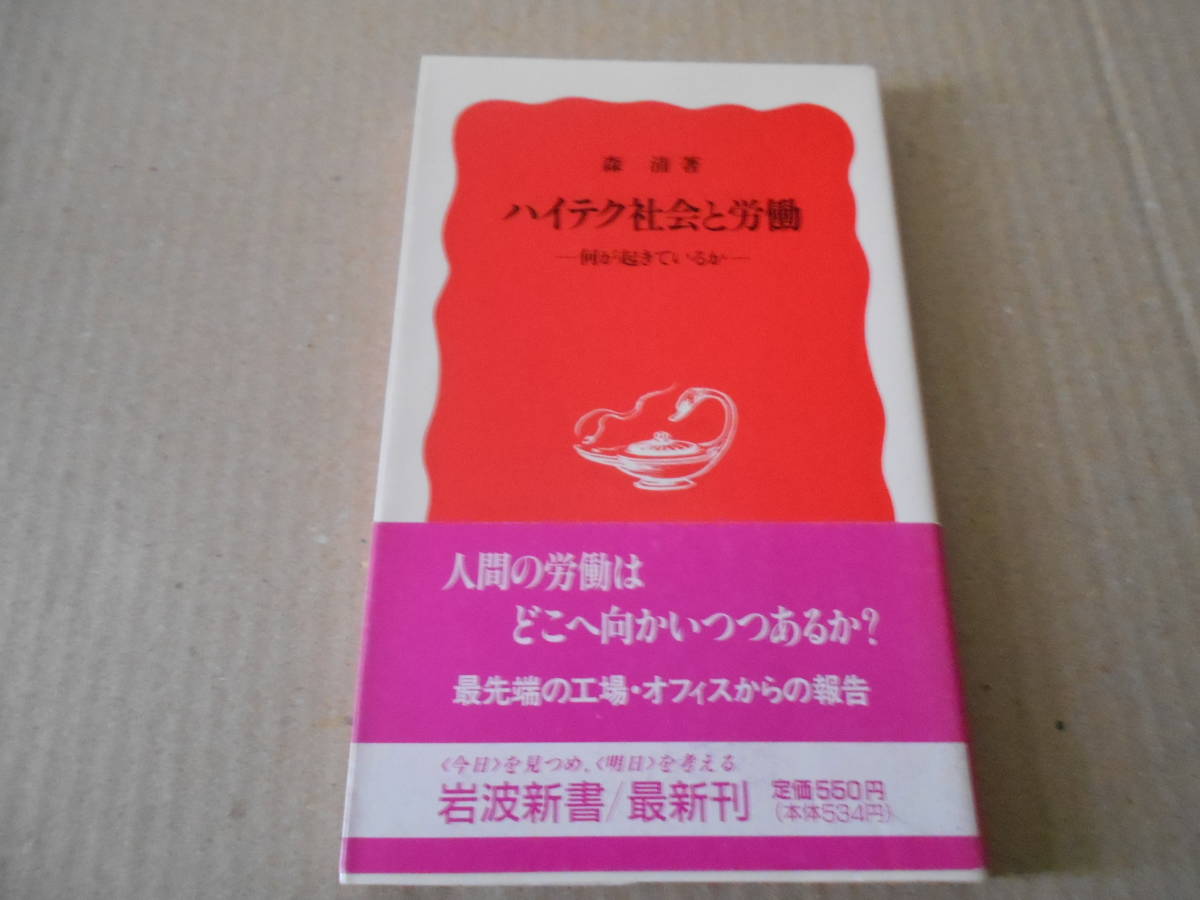 森 清 著
ハイテク社会と労働
―何が起きているか―
人間の労働は
どこへ向かいつつあるか?
最先端の工場・オフィスからの報告
〈今日〉を見つめ、〈明日〉を考える
岩波新書/最新刊 定価550円
(本体534円)